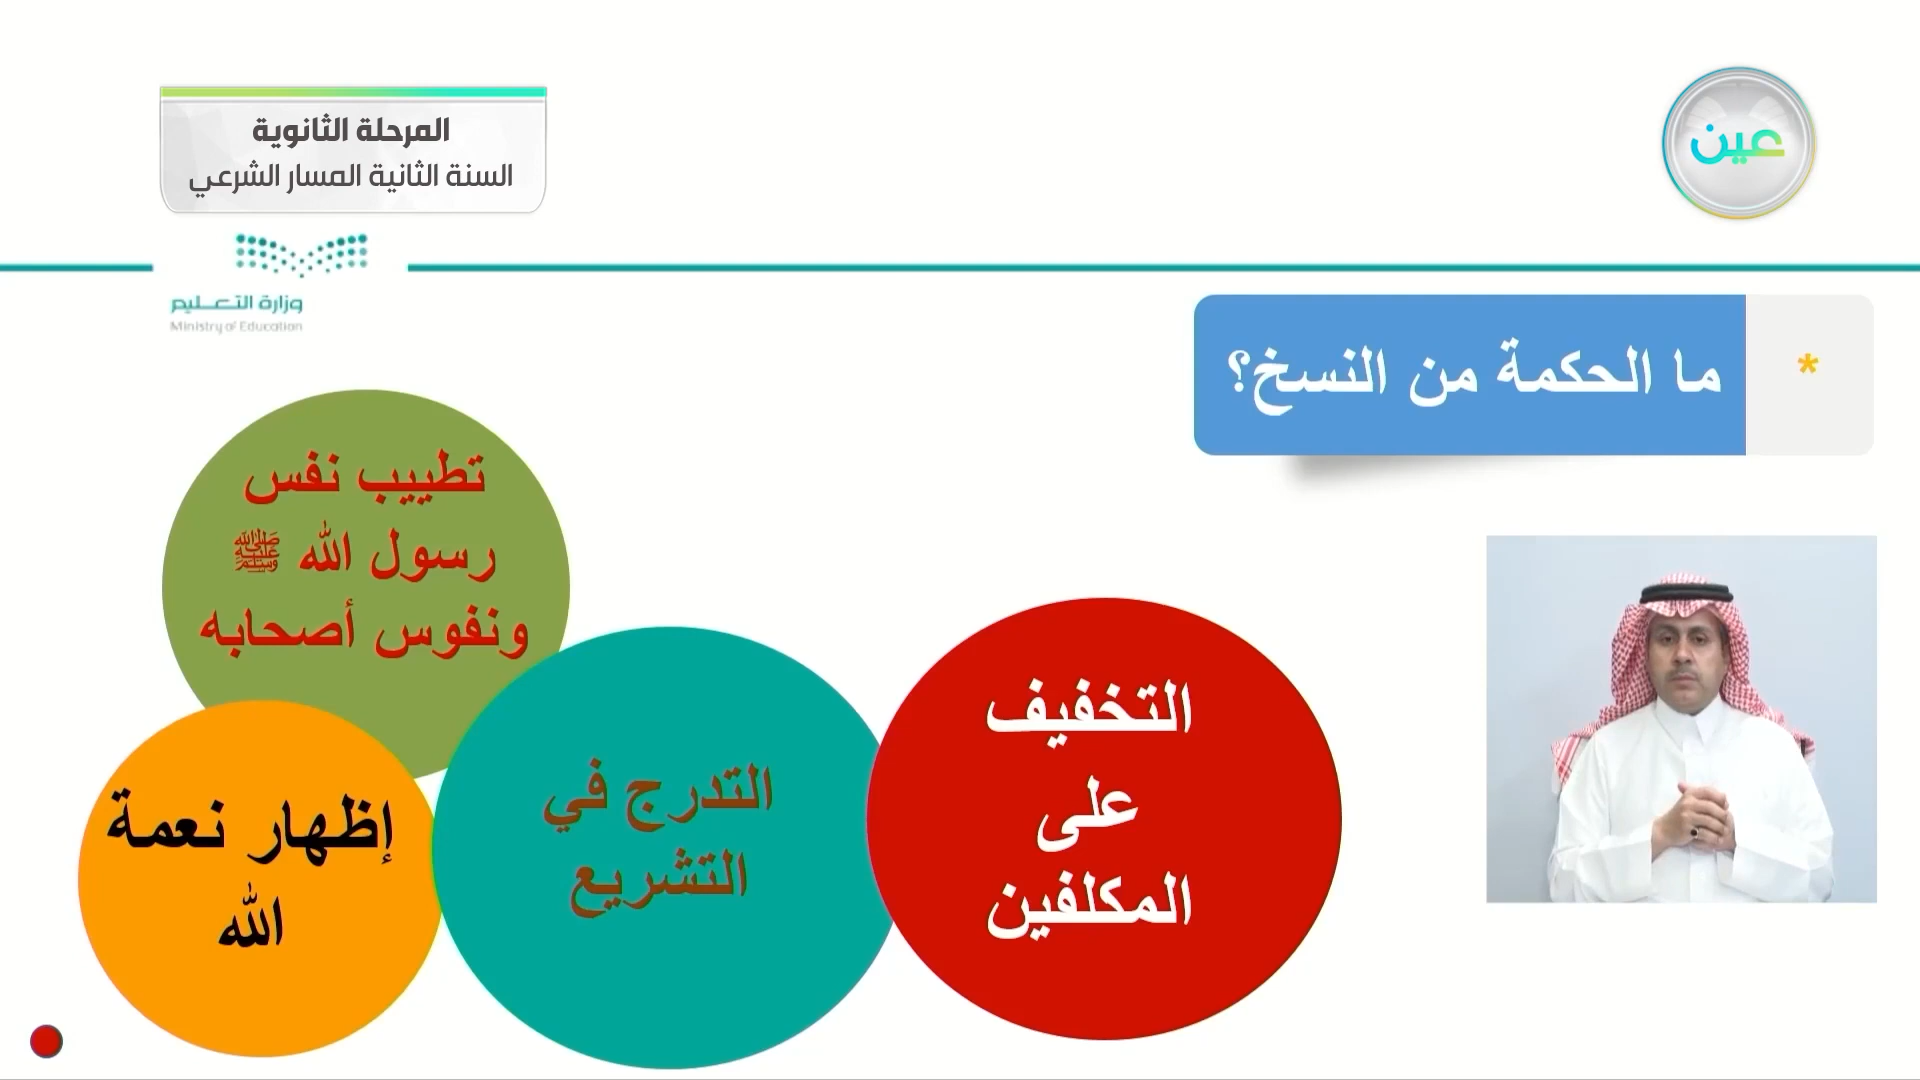 المرحلة الثانوية
السنة الثانية المسار الشرعي
عين
وزارة التعليم
Ministry of Education
* ما الحكمة من النسخ؟
التخفيف
على
المكلفين
التدرج في
التشريع
تطييب نفس
رسول الله ﷺ
ونفوس أصحابه
إظهار نعمة
الله